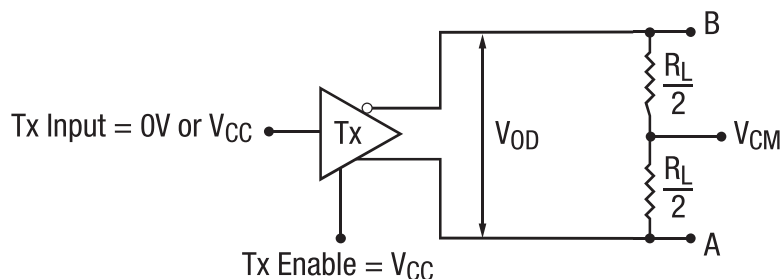 B
R_L
2
Tx Input = 0V or V_CC
Tx
V_OD
V_CM
R_L
2
A
Tx Enable = V_CC